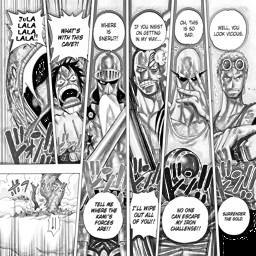 JULA
LALA
LALA
LALA!!
WHAT'S
WITH THIS
CAVE?!
WHERE
IS
ENERU?!
IF YOU INSIST
ON GETTING
IN MY WAY...
OH, THIS
IS SO
SAD.
WELL, YOU
LOOK
VICIOUS.
TELL ME
WHERE THE
KAMI'S
FORCES
ARE!!
I'LL WIPE
OUT ALL
OF YOU!!
NO ONE
CAN ESCAPE
MY IRON
CHALLENGE!!
SURRENDER
THE GOLD.